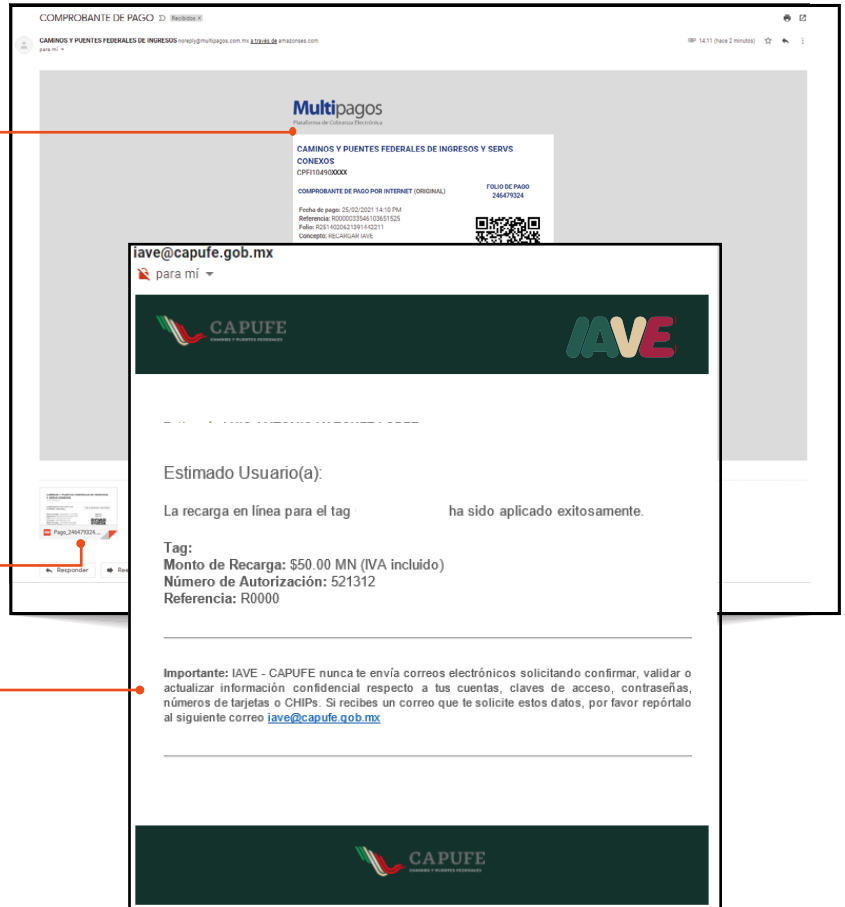 COMPROBANTE DE PAGO
Recibidos X
CAMINOS Y PUENTES FEDERALES DE INGRESOS noreply@multipagos.com.mx a través de amazonses.com
para mí
14:11 (hace 2 minutos)
Multipagos
Plataforma de Cobranza Electrónica
CAMINOS Y PUENTES FEDERALES DE INGRESOS Y SERVS
CONEXOS
CPFI10490XXXX
COMPROBANTE DE PAGO POR INTERNET (ORIGINAL)
FOLIO DE PAGO
246479324
Fecha de pago: 25/02/2021 14:10 PM
Referencia: R0000033546103651525
Folio: R2514020621391442211
Concepto: RECARGAR IAVE
Pago_246479324....
Responder
iave@capufe.gob.mx
para mí
CAPUFE
CAMINOS Y PUENTES FEDERALES
IAVE
Estimado Usuario(a):
La recarga en línea para el tag ha sido aplicado exitosamente.
Tag:
Monto de Recarga: $50.00 MN (IVA incluido)
Número de Autorización: 521312
Referencia: R0000
Importante: IAVE - CAPUFE nunca te envía correos electrónicos solicitando confirmar, validar o
actualizar información confidencial respecto a tus cuentas, claves de acceso, contraseñas,
números de tarjetas o CHIPs. Si recibes un correo que te solicite estos datos, por favor repórtalo
al siguiente correo iave@capufe.gob.mx
CAPUFE
CAMINOS Y PUENTES FEDERALES